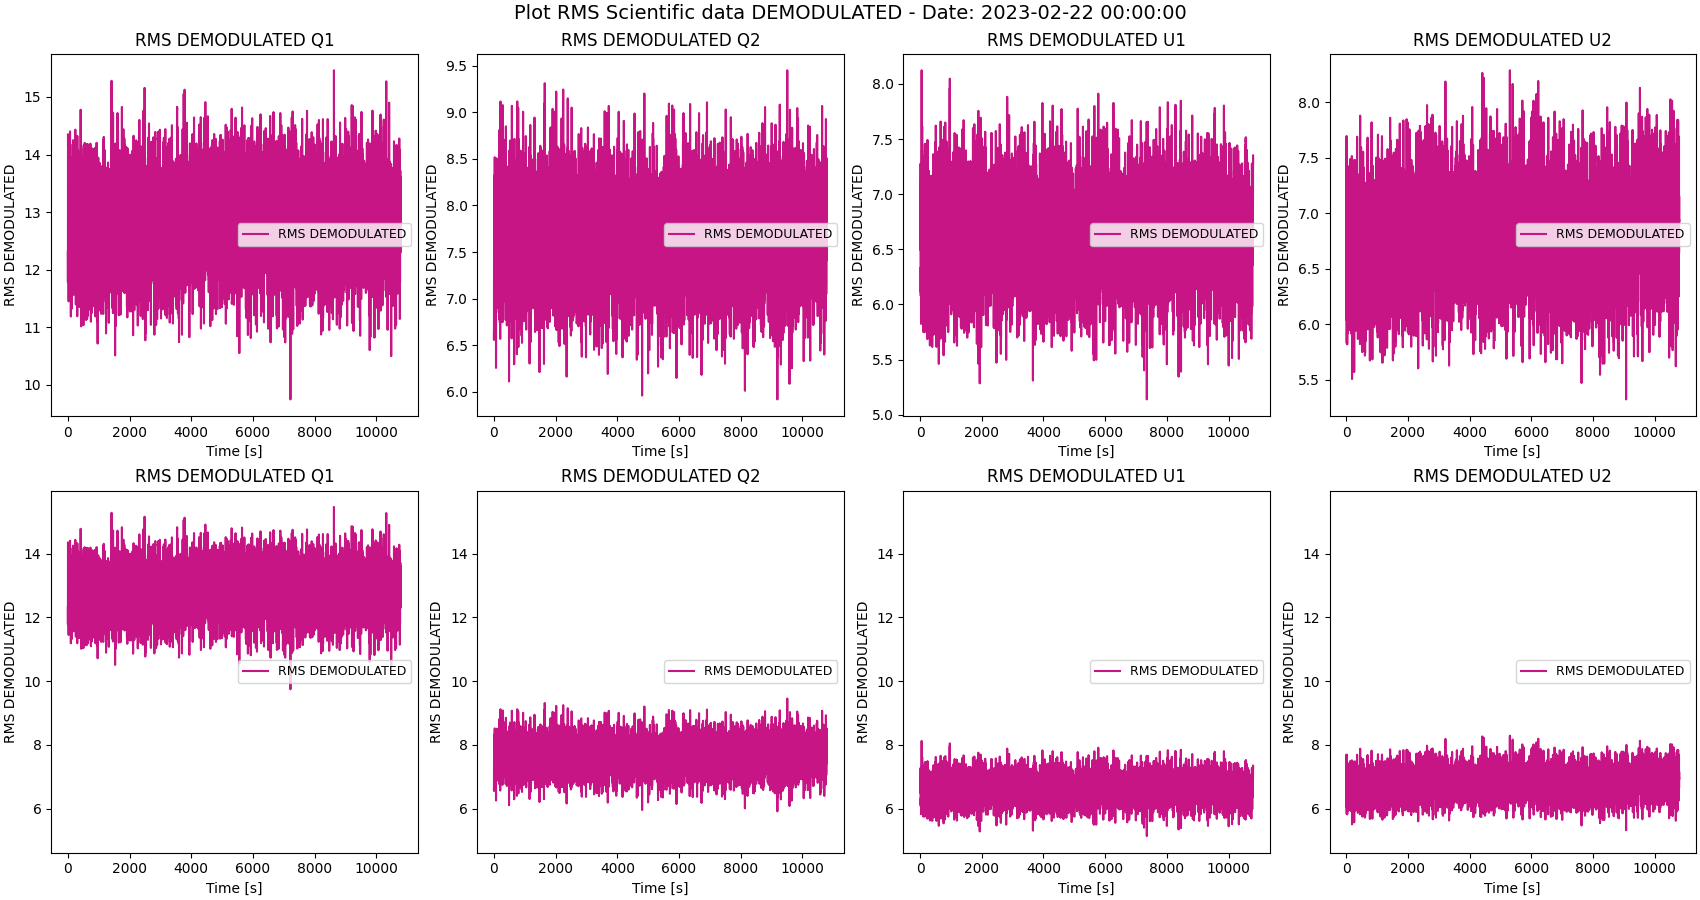 Plot RMS Scientific data DEMODULATED - Date: 2023-02-22 00:00:00
RMS DEMODULATED Q1
RMS DEMODULATED
15
14
13
12
11
10
RMS DEMODULATED
0 2000 4000 6000 8000 10000
Time [s]
RMS DEMODULATED Q2
RMS DEMODULATED
9.5
9.0
8.5
8.0
7.5
7.0
6.5
6.0
RMS DEMODULATED
0 2000 4000 6000 8000 10000
Time [s]
RMS DEMODULATED U1
RMS DEMODULATED
8.0
7.5
7.0
6.5
6.0
5.5
5.0
RMS DEMODULATED
0 2000 4000 6000 8000 10000
Time [s]
RMS DEMODULATED U2
RMS DEMODULATED
8.0
7.5
7.0
6.5
6.0
5.5
RMS DEMODULATED
0 2000 4000 6000 8000 10000
Time [s]
RMS DEMODULATED Q1
RMS DEMODULATED
14
12
10
8
6
RMS DEMODULATED
0 2000 4000 6000 8000 10000
Time [s]
RMS DEMODULATED Q2
RMS DEMODULATED
14
12
10
8
6
RMS DEMODULATED
0 2000 4000 6000 8000 10000
Time [s]
RMS DEMODULATED U1
RMS DEMODULATED
14
12
10
8
6
RMS DEMODULATED
0 2000 4000 6000 8000 10000
Time [s]
RMS DEMODULATED U2
RMS DEMODULATED
14
12
10
8
6
RMS DEMODULATED
0 2000 4000 6000 8000 10000
Time [s]